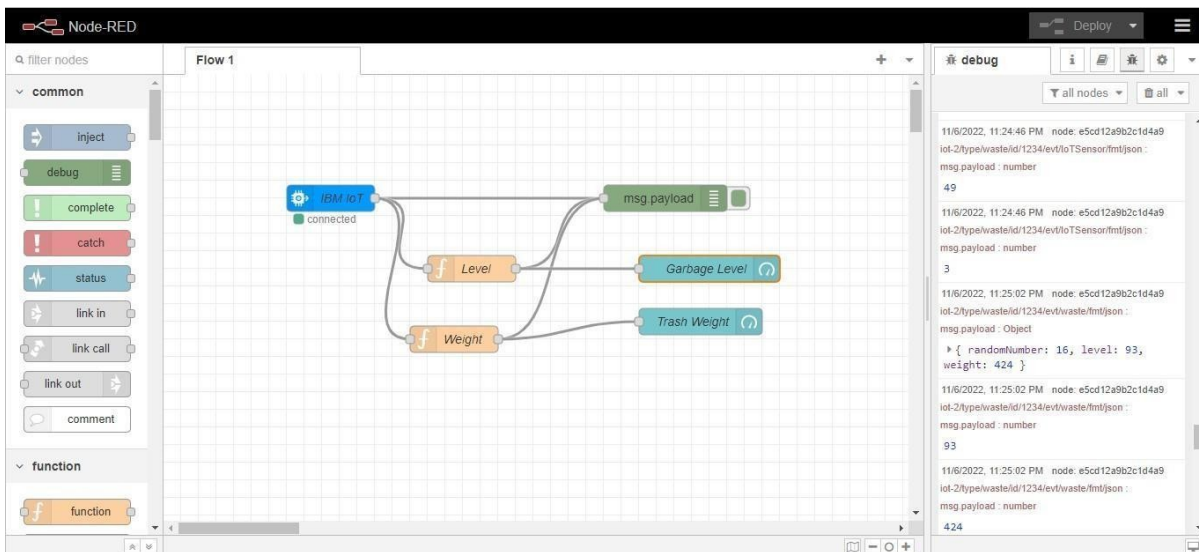 Node-RED
Deploy
filter nodes
Flow 1
debug
i
all nodes
all
common
inject
debug
complete
catch
status
link in
link call
link out
comment
function
function
IBM IoT
connected
msg.payload
f Level
Garbage Level
f Weight
Trash Weight
11/6/2022, 11:24:46 PM node: e5cd12a9b2c1d4a9
iot-2/type/waste/id/1234/evt/IoTSensor/fmt/json :
msg.payload : number
49
11/6/2022, 11:24:46 PM node: e5cd12a9b2c1d4a9
iot-2/type/waste/id/1234/evt/IoTSensor/fmt/json :
msg.payload : number
3
11/6/2022, 11:25:02 PM node: e5cd12a9b2c1d4a9
iot-2/type/waste/id/1234/evt/waste/fmt/json :
msg.payload : Object
{ randomNumber: 16, level: 93,
weight: 424 }
11/6/2022, 11:25:02 PM node: e5cd12a9b2c1d4a9
iot-2/type/waste/id/1234/evt/waste/fmt/json :
msg.payload : number
93
11/6/2022, 11:25:02 PM node: e5cd12a9b2c1d4a9
iot-2/type/waste/id/1234/evt/waste/fmt/json :
msg.payload : number
424